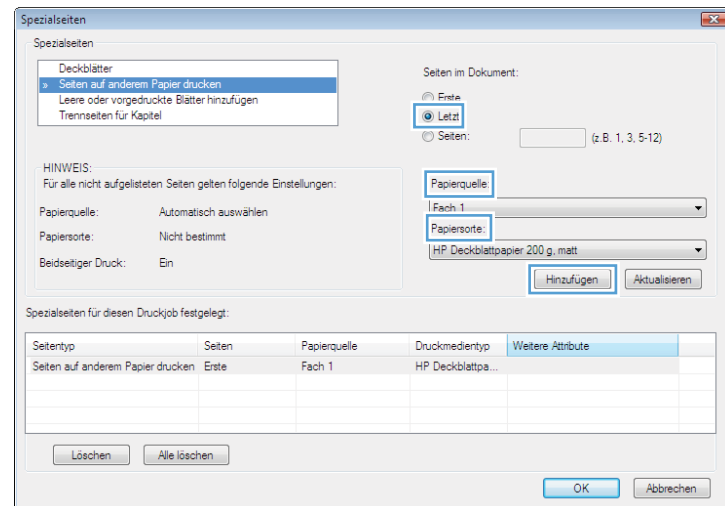 Spezialseiten
Spezialseiten
Deckblätter
» Seiten auf anderem Papier drucken
Leere oder vorgedruckte Blätter hinzufügen
Trennseiten für Kapitel
Seiten im Dokument:
Erste
Letzt
Seiten: (z.B. 1, 3, 5-12)
HINWEIS:
Für alle nicht aufgelisteten Seiten gelten folgende Einstellungen:
Papierquelle: Automatisch auswählen
Papiersorte: Nicht bestimmt
Beidseitiger Druck: Ein
Papierquelle:
Fach 1
Papiersorte:
HP Deckblattpapier 200 g, matt
Hinzufügen Aktualisieren
Spezialseiten für diesen Druckjob festgelegt:
Seitentyp Seiten Papierquelle Druckmedientyp Weitere Attribute
Seiten auf anderem Papier drucken Erste Fach 1 HP Deckblattpa...
Löschen Alle löschen
OK Abbrechen